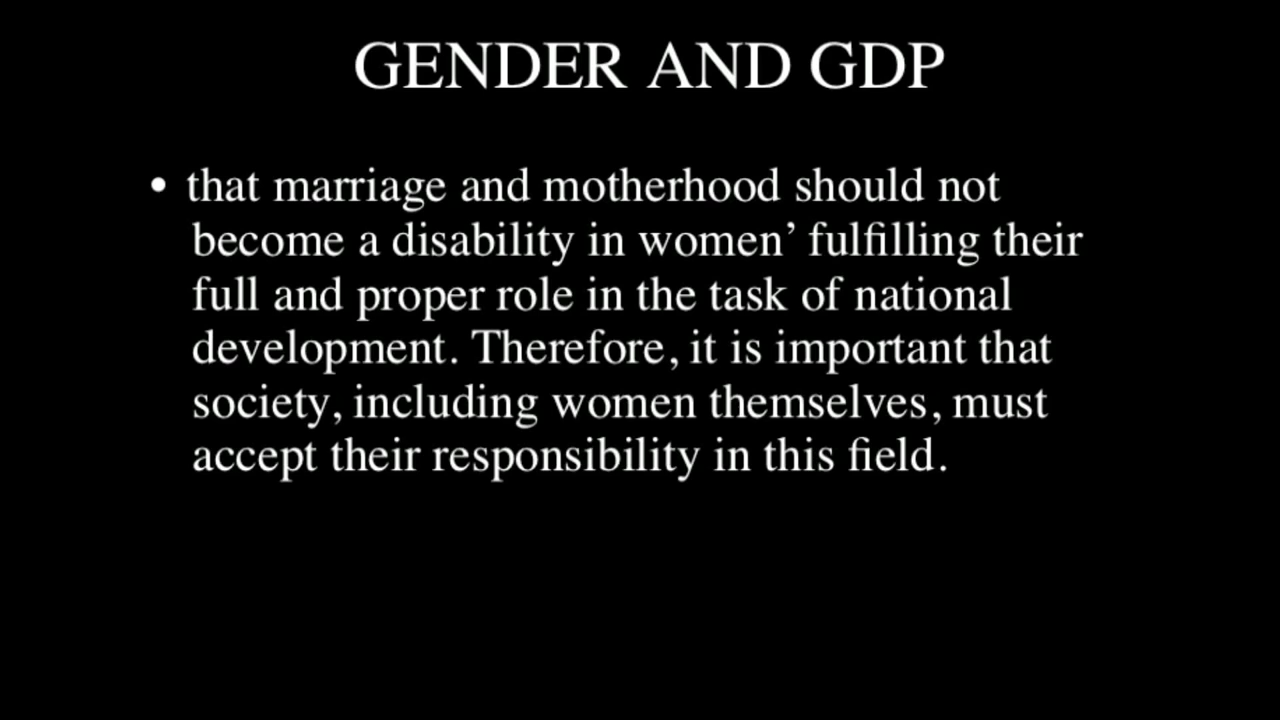 GENDER AND GDP
• that marriage and motherhood should not
become a disability in women’ fulfilling their
full and proper role in the task of national
development. Therefore, it is important that
society, including women themselves, must
accept their responsibility in this field.